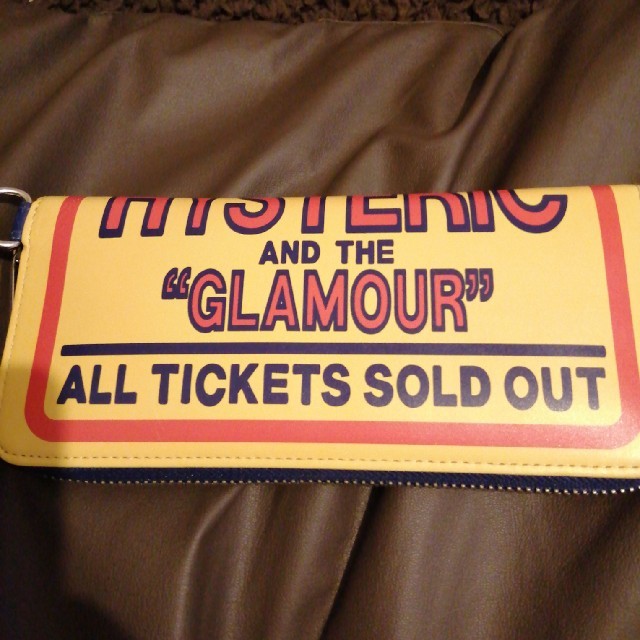 HYSTERIC
AND THE
“GLAMOUR”
ALL TICKETS SOLD OUT